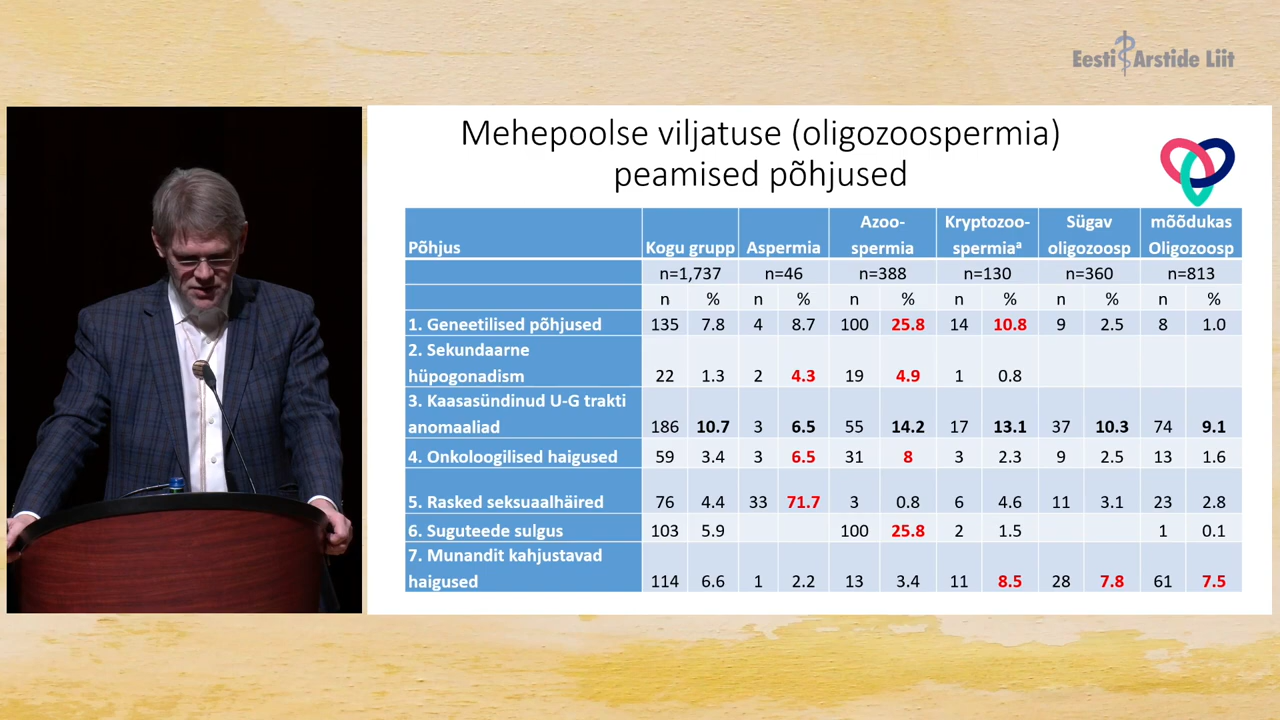 Eesti Arstide Liit
Mehepoolse viljatuse (oligozoospermia)
peamised põhjused
Põhjus Kogu grupp Aspermia Azoo- spermia Kryptozoo- spermiaᵃ Sügav oligozoosp mõõdukas Oligozoosp
n=1,737 n=46 n=388 n=130 n=360 n=813
n % n % n % n % n % n %
1. Geneetilised põhjused 135 7.8 4 8.7 100 25.8 14 10.8 9 2.5 8 1.0
2. Sekundaarne
hüpogonadism 22 1.3 2 4.3 19 4.9 1 0.8
3. Kaasasündinud U-G trakti
anomaaliad 186 10.7 3 6.5 55 14.2 17 13.1 37 10.3 74 9.1
4. Onkoloogilised haigused 59 3.4 3 6.5 31 8 3 2.3 9 2.5 13 1.6
5. Rasked seksuaalhäired 76 4.4 33 71.7 3 0.8 6 4.6 11 3.1 23 2.8
6. Suguteede sulgus 103 5.9 100 25.8 2 1.5 1 0.1
7. Munandit kahjustavad
haigused 114 6.6 1 2.2 13 3.4 11 8.5 28 7.8 61 7.5